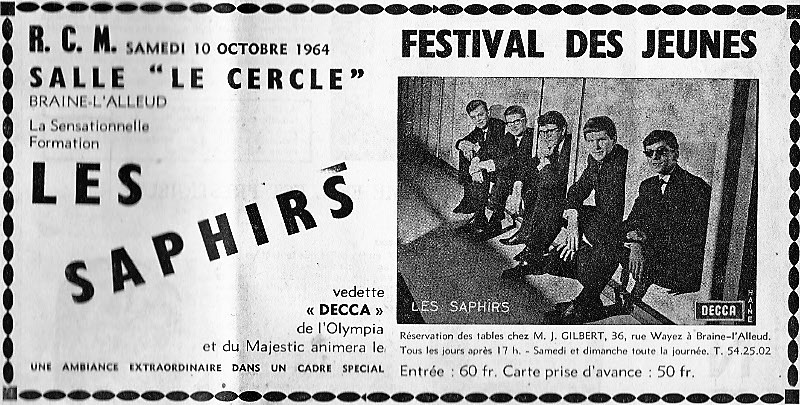 R. C. M. SAMEDI 10 OCTOBRE 1964
SALLE "LE CERCLE"
BRAINE-L'ALLEUD
La Sensationnelle
Formation
LES
SAPHIRS
vedette
« DECCA »
de l'Olympia
et du Majestic animera le
UNE AMBIANCE EXTRAORDINAIRE DANS UN CADRE SPECIAL
FESTIVAL DES JEUNES
LES SAPHIRS
DECCA
HAINE
Réservation des tables chez M. J. GILBERT, 36, rue Wayez à Braine-l'Alleud.
Tous les jours après 17 h. - Samedi et dimanche toute la journée. T. 54.25.02
Entrée : 60 fr. Carte prise d'avance : 50 fr.